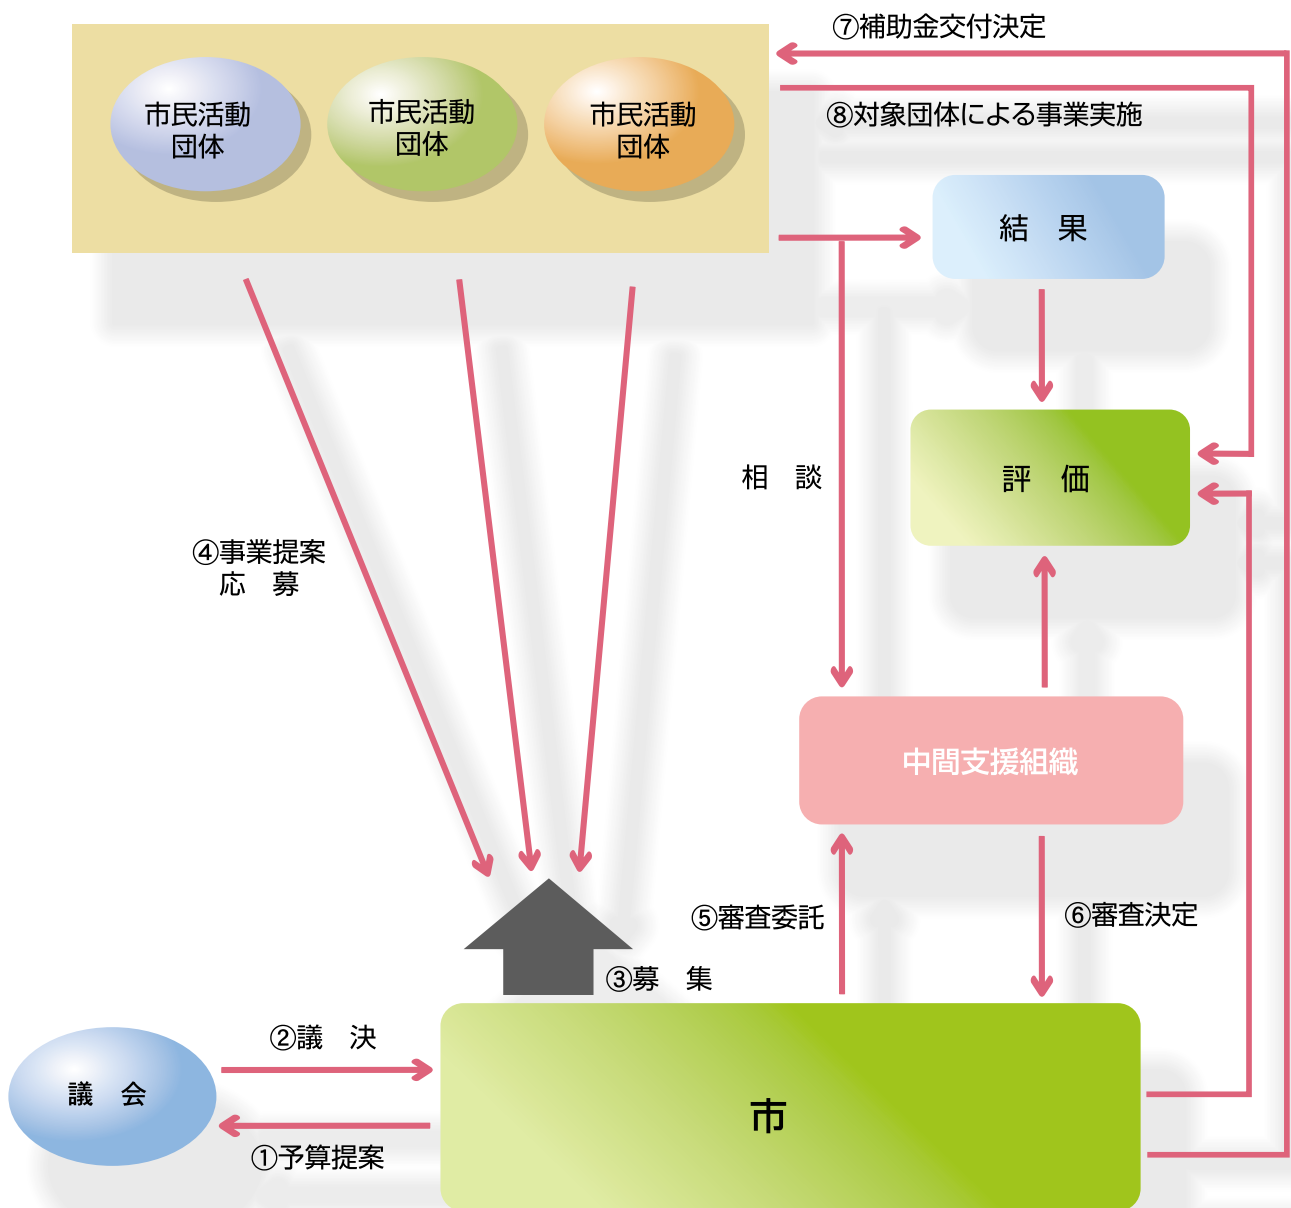 ⑦補助金交付決定
市民活動
団体
市民活動
団体
市民活動
団体
⑧対象団体による事業実施
結　果
相　談
評　価
④事業提案
応　募
中間支援組織
⑤審査委託
⑥審査決定
③募　集
②議　決
議　会
市
①予算提案